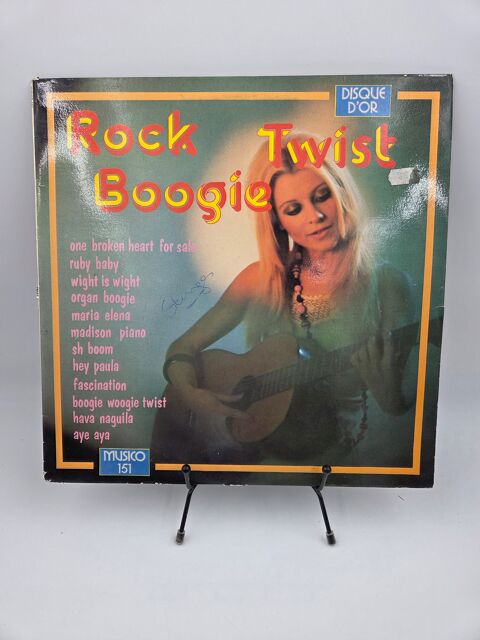 DISQUE
D'OR
Rock Twist
Boogie
one broken heart for sale
ruby baby
wight is wight
organ boogie
maria elena
madison piano
sh boom
hey paula
fascination
boogie woogie twist
hava naguila
aye aya
MUSICO
151